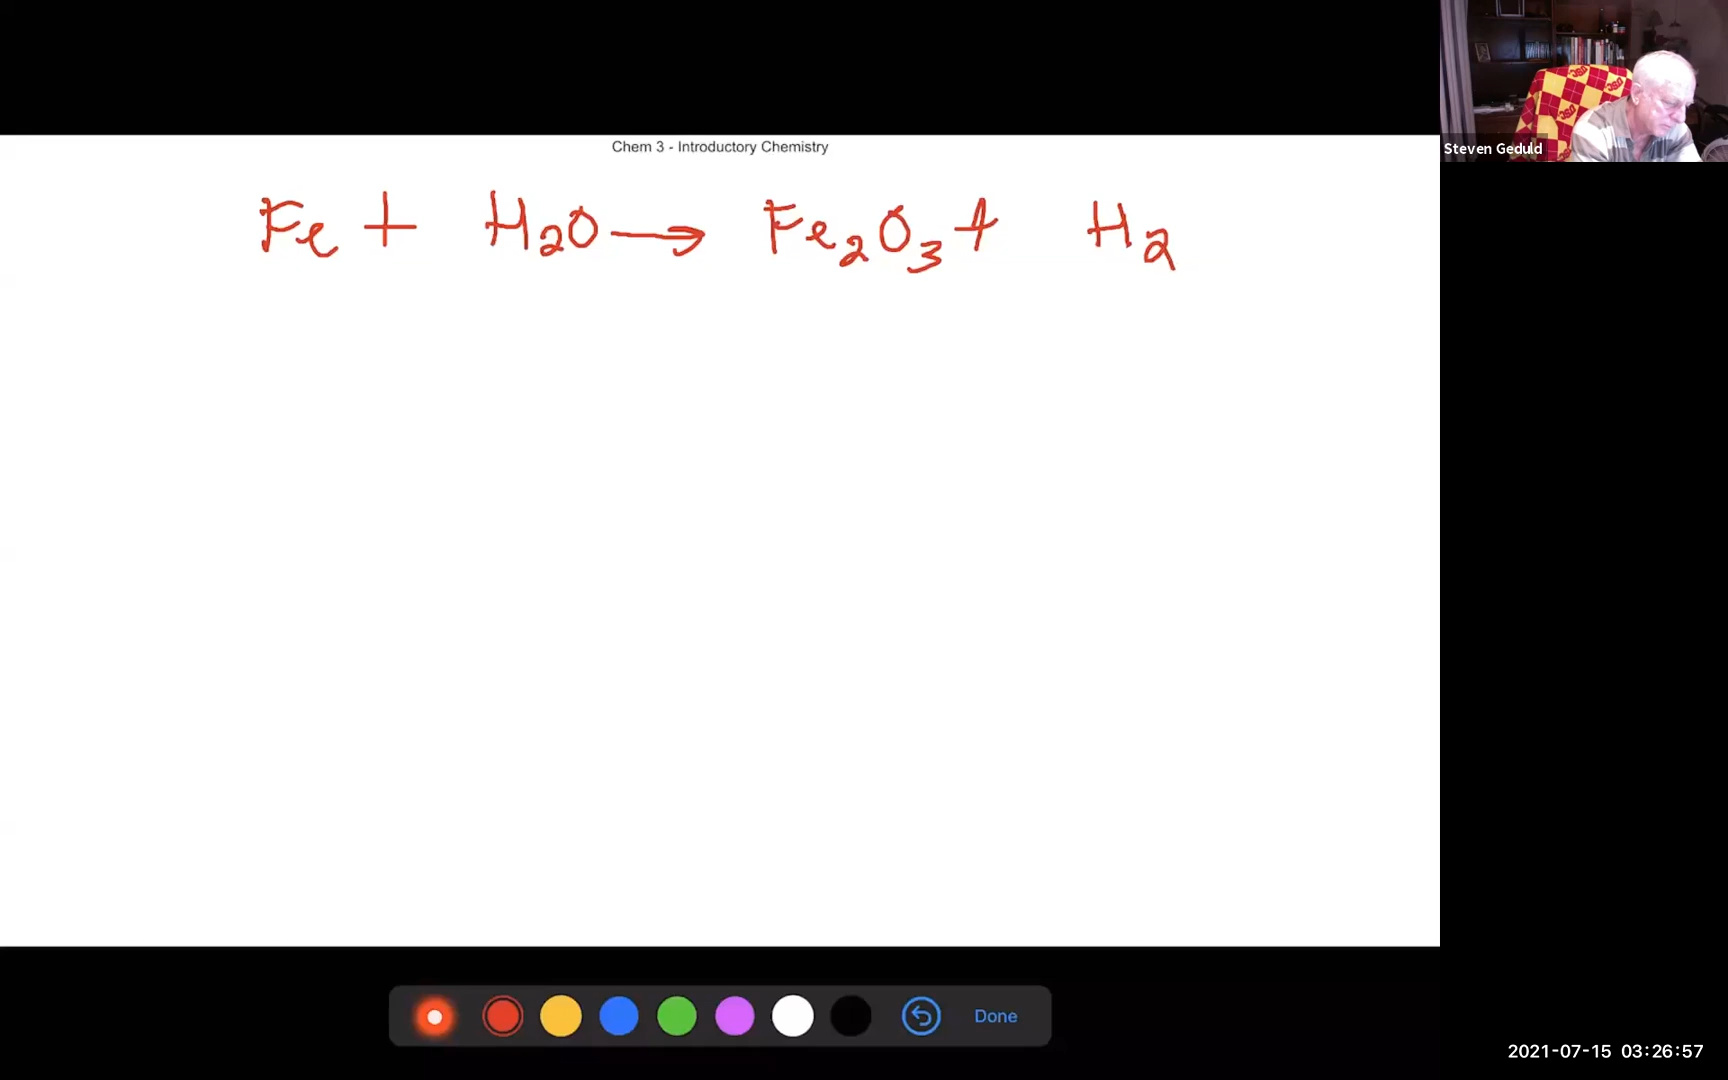 Chem 3 - Introductory Chemistry
Fe + H₂O → Fe₂O₃ + H₂
Steven Geduld
Done
2021-07-15 03:26:57